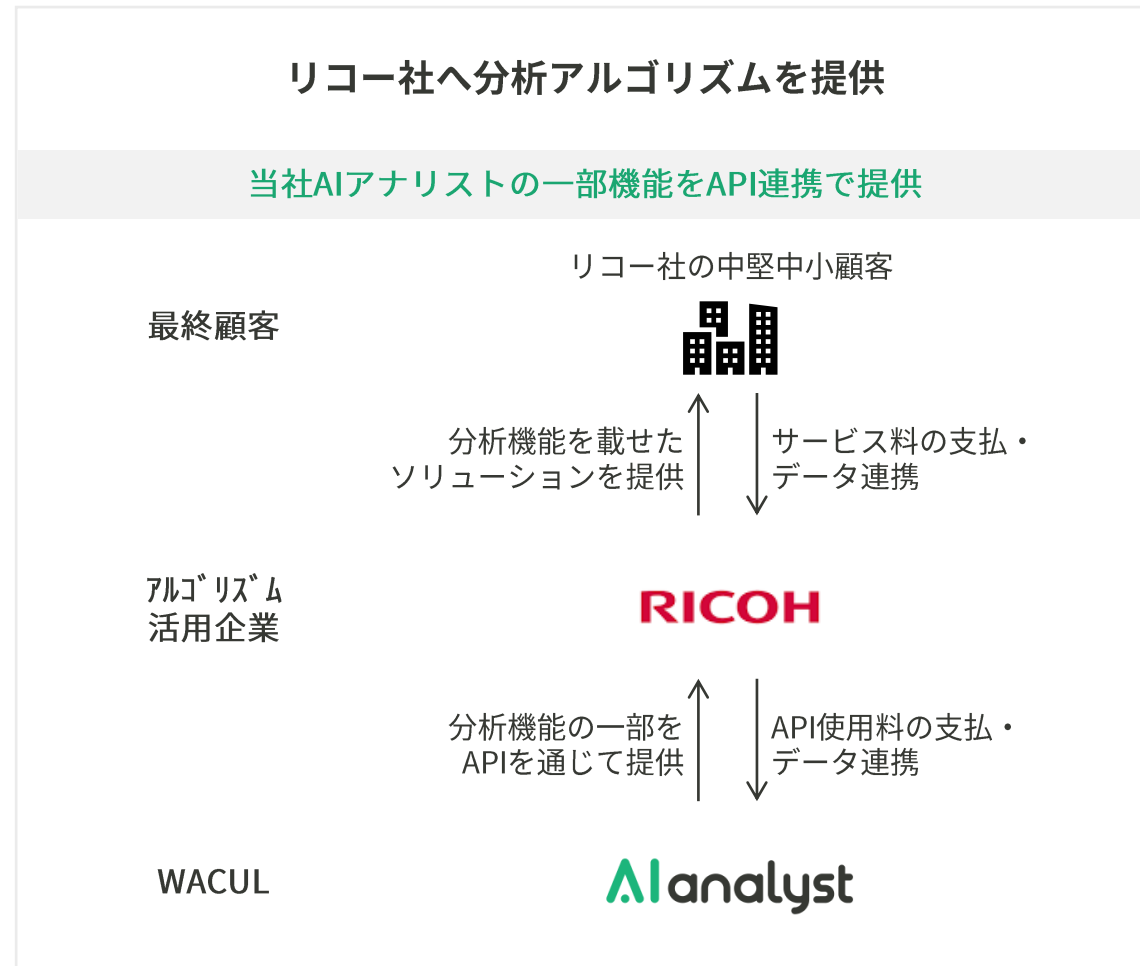 リコー社へ分析アルゴリズムを提供
当社AIアナリストの一部機能をAPI連携で提供
リコー社の中堅中小顧客
最終顧客
分析機能を載せた
ソリューションを提供
サービス料の支払・
データ連携
ｱﾙｺﾞﾘｽﾞﾑ
活用企業
RICOH
分析機能の一部を
APIを通じて提供
API使用料の支払・
データ連携
WACUL
AI analyst